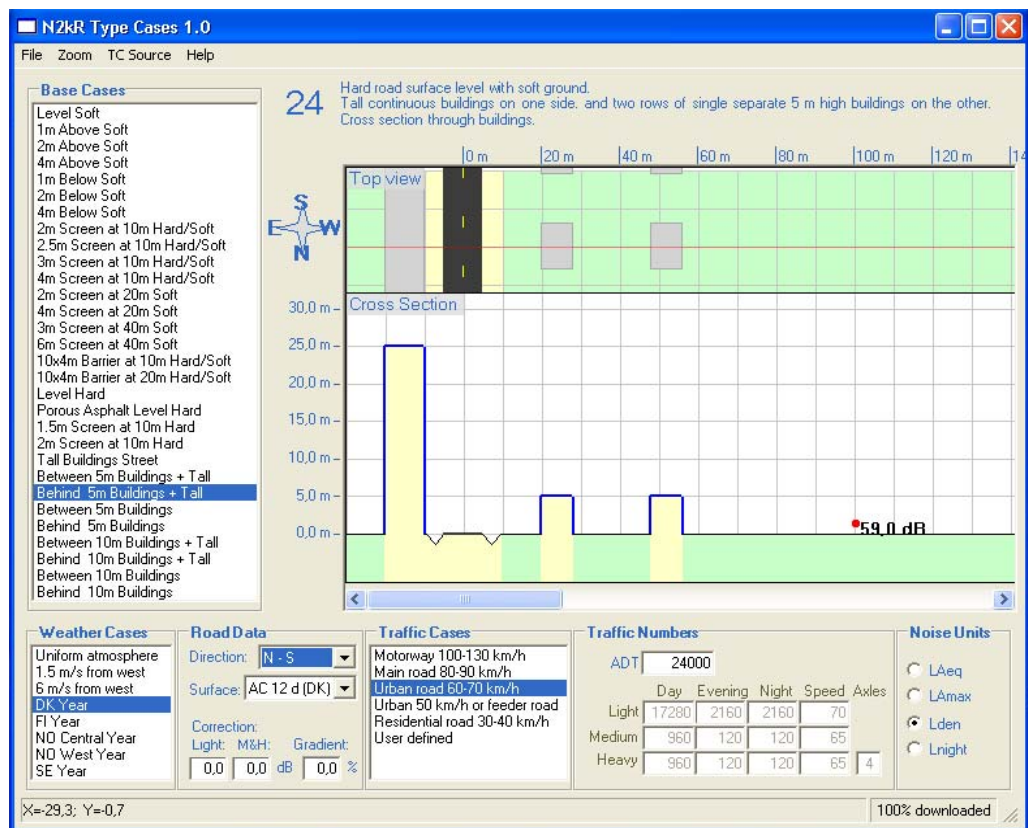 N2kR Type Cases 1.0
File Zoom TC Source Help
Base Cases
Level Soft
1m Above Soft
2m Above Soft
4m Above Soft
1m Below Soft
2m Below Soft
4m Below Soft
2m Screen at 10m Hard/Soft
2.5m Screen at 10m Hard/Soft
3m Screen at 10m Hard/Soft
4m Screen at 10m Hard/Soft
2m Screen at 20m Soft
4m Screen at 20m Soft
3m Screen at 40m Soft
6m Screen at 40m Soft
10x4m Barrier at 10m Hard/Soft
10x4m Barrier at 20m Hard/Soft
Level Hard
Porous Asphalt Level Hard
1.5m Screen at 10m Hard
2m Screen at 10m Hard
Tall Buildings Street
Between 5m Buildings + Tall
Behind 5m Buildings + Tall
Between 5m Buildings
Behind 5m Buildings
Between 10m Buildings + Tall
Behind 10m Buildings + Tall
Between 10m Buildings
Behind 10m Buildings
24
Hard road surface level with soft ground.
Tall continuous buildings on one side. and two rows of single separate 5 m high buildings on the other.
Cross section through buildings.
0 m 20 m 40 m 60 m 80 m 100 m 120 m 14
Top view
S
E W
N
Cross Section
30,0 m
25,0 m
20,0 m
15,0 m
10,0 m
5,0 m
0,0 m
59,0 dB
Weather Cases
Uniform atmosphere
1.5 m/s from west
6 m/s from west
DK Year
FI Year
NO Central Year
NO West Year
SE Year
Road Data
Direction: N - S
Surface: AC 12 d (DK)
Correction:
Light: M&H: Gradient:
0,0 0,0 dB 0,0 %
Traffic Cases
Motorway 100-130 km/h
Main road 80-90 km/h
Urban road 60-70 km/h
Urban 50 km/h or feeder road
Residential road 30-40 km/h
User defined
Traffic Numbers
ADT 24000
Day Evening Night Speed Axles
Light 17280 2160 2160 70
Medium 960 120 120 65
Heavy 960 120 120 65 4
Noise Units
LAeq
LAmax
Lden
Lnight
X=-29,3; Y=-0,7
100% downloaded